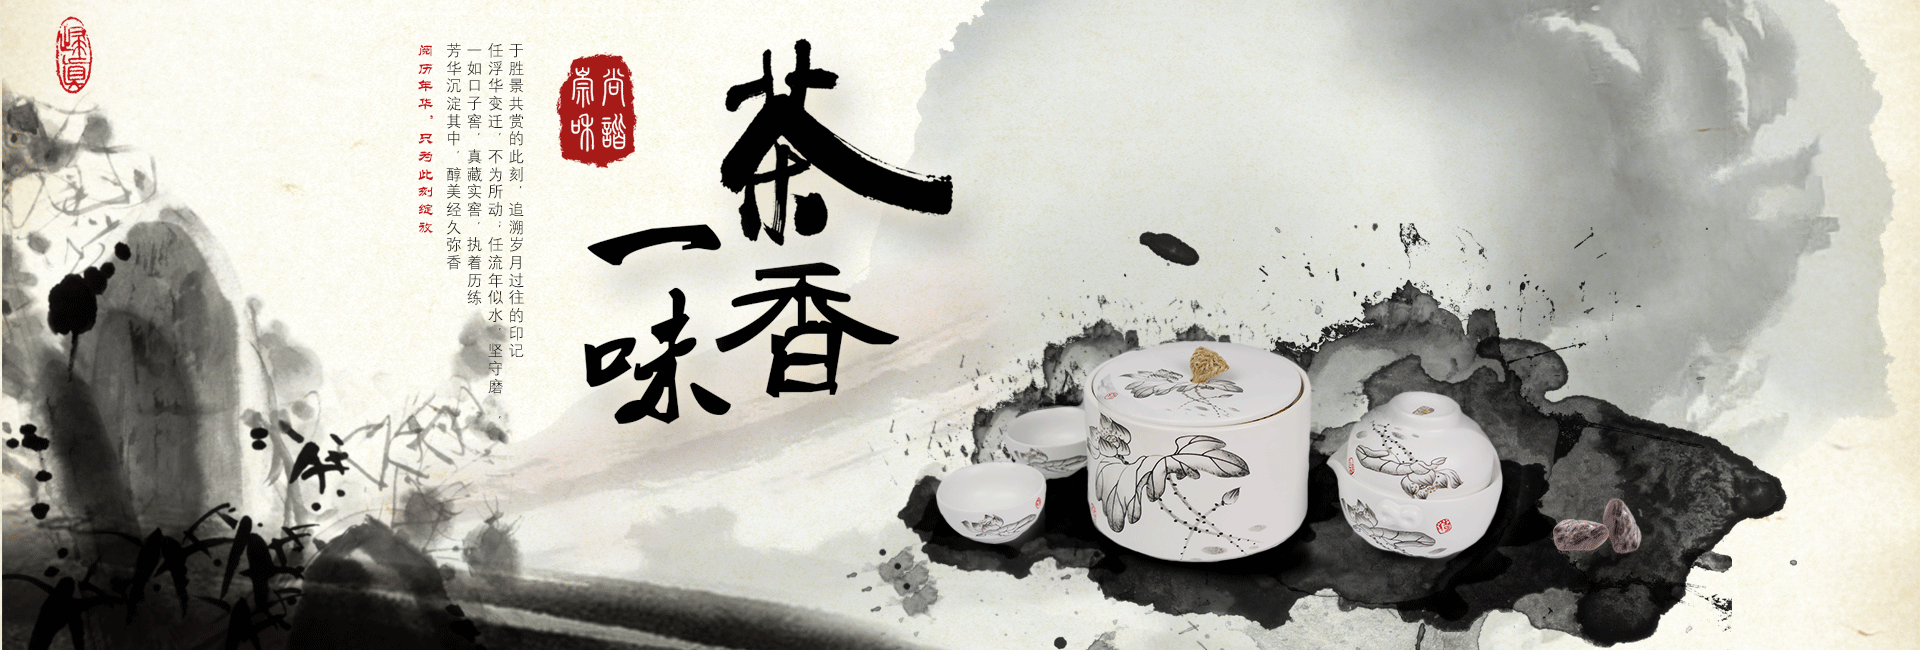 茶香
一味
尚谐
崇味
于胜景共赏的此刻，追溯岁月过往的印记
任浮华变迁，不为所动；任流年似水，坚守磨，
一如口子窖，真藏实窖，执着历练
芳华沉淀其中，醇美经久弥香
阅历年华，只为此刻绽放